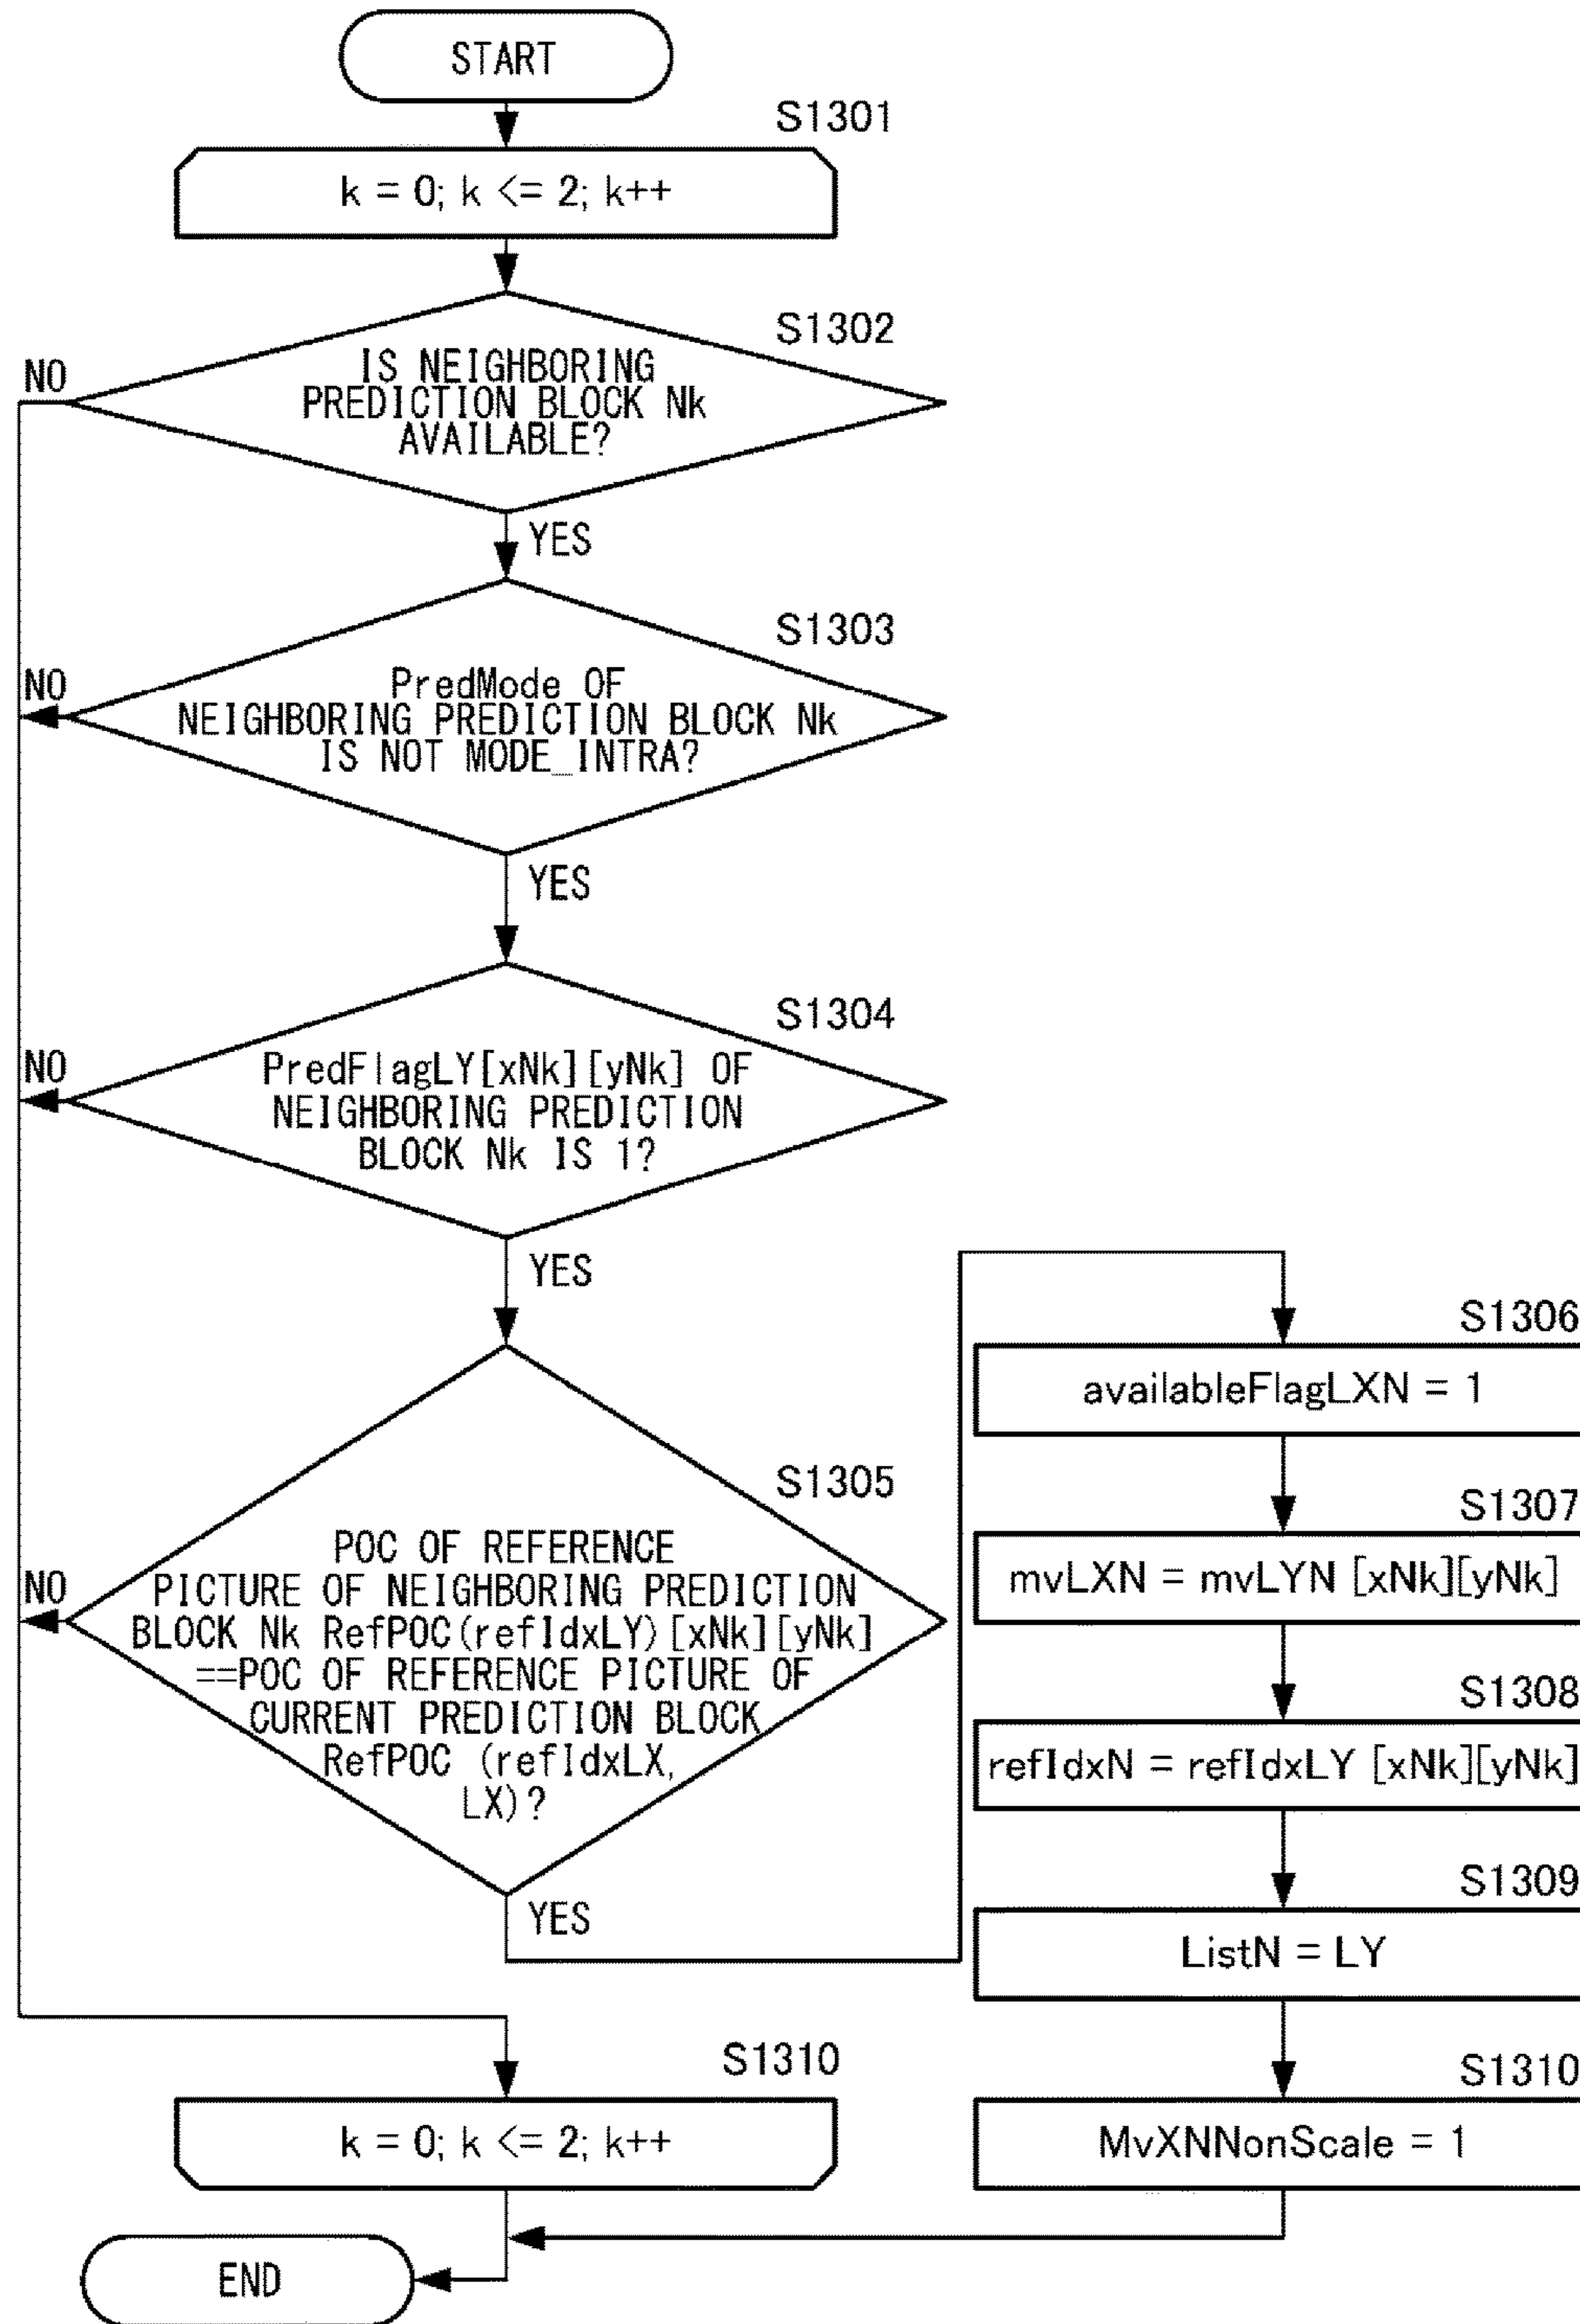 START
S1301
k = 0; k <= 2; k++
S1302
NO
IS NEIGHBORING
PREDICTION BLOCK Nk
AVAILABLE?
YES
S1303
NO
PredMode OF
NEIGHBORING PREDICTION BLOCK Nk
IS NOT MODE_INTRA?
YES
S1304
NO
PredFlagLY[xNk][yNk] OF
NEIGHBORING PREDICTION
BLOCK Nk IS 1?
YES
S1305
NO
POC OF REFERENCE
PICTURE OF NEIGHBORING PREDICTION
BLOCK Nk RefPOC(refIdxLY)[xNk][yNk]
==POC OF REFERENCE PICTURE OF
CURRENT PREDICTION BLOCK
RefPOC (refIdxLX,
LX)?
YES
S1306
availableFlagLXN = 1
S1307
mvLXN = mvLYN [xNk][yNk]
S1308
refIdxN = refIdxLY [xNk][yNk]
S1309
ListN = LY
S1310
MvXNNonScale = 1
S1310
k = 0; k <= 2; k++
END